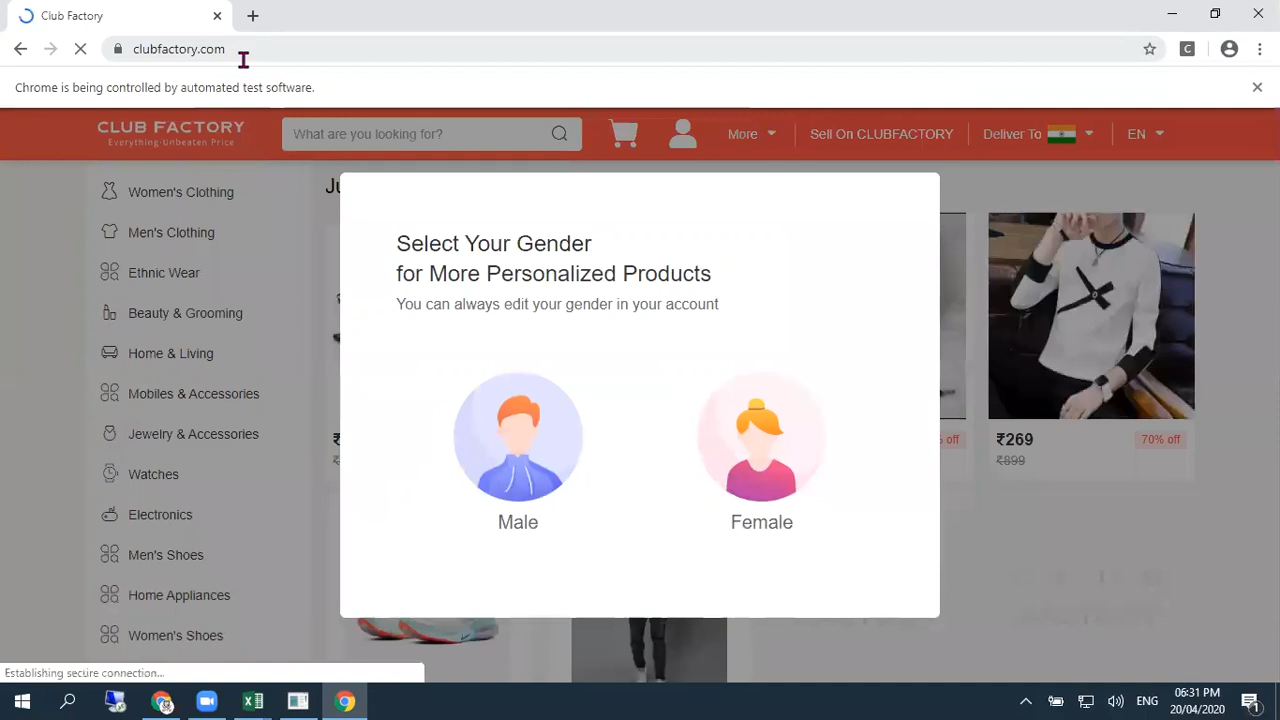 Club Factory
clubfactory.com
Chrome is being controlled by automated test software.
CLUB FACTORY
Everything·Unbeaten Price
What are you looking for?
More
Sell On CLUBFACTORY
Deliver To
EN
Women's Clothing
Men's Clothing
Ethnic Wear
Beauty & Grooming
Home & Living
Mobiles & Accessories
Jewelry & Accessories
Watches
Electronics
Men's Shoes
Home Appliances
Women's Shoes
Select Your Gender
for More Personalized Products
You can always edit your gender in your account
Male
Female
% off
₹269
70% off
₹899
Establishing secure connection...
ENG
06:31 PM
20/04/2020
1